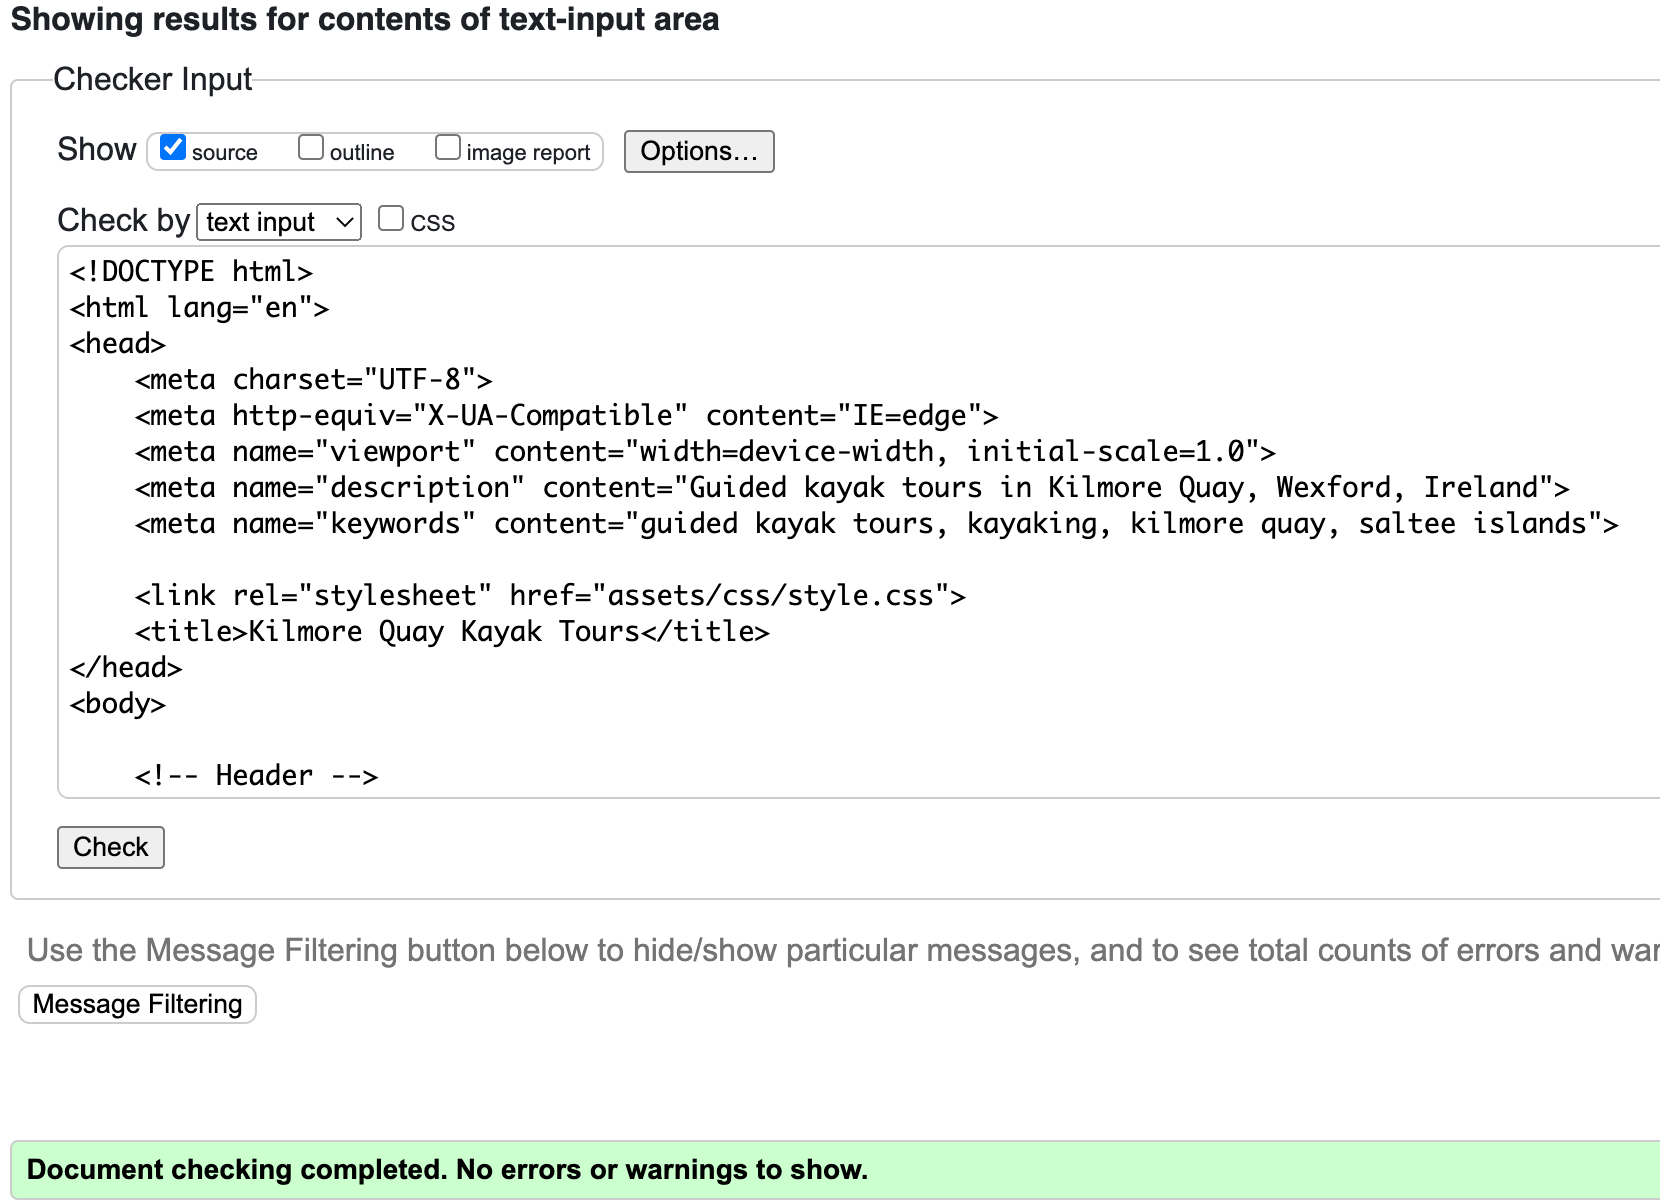 Showing results for contents of text-input area
Checker Input
Show source outline image report Options…
Check by text input CSS
<!DOCTYPE html>
<html lang="en">
<head>
    <meta charset="UTF-8">
    <meta http-equiv="X-UA-Compatible" content="IE=edge">
    <meta name="viewport" content="width=device-width, initial-scale=1.0">
    <meta name="description" content="Guided kayak tours in Kilmore Quay, Wexford, Ireland">
    <meta name="keywords" content="guided kayak tours, kayaking, kilmore quay, saltee islands">
    <link rel="stylesheet" href="assets/css/style.css">
    <title>Kilmore Quay Kayak Tours</title>
</head>
<body>
    <!-- Header -->
Check
Use the Message Filtering button below to hide/show particular messages, and to see total counts of errors and
Message Filtering
Document checking completed. No errors or warnings to show.